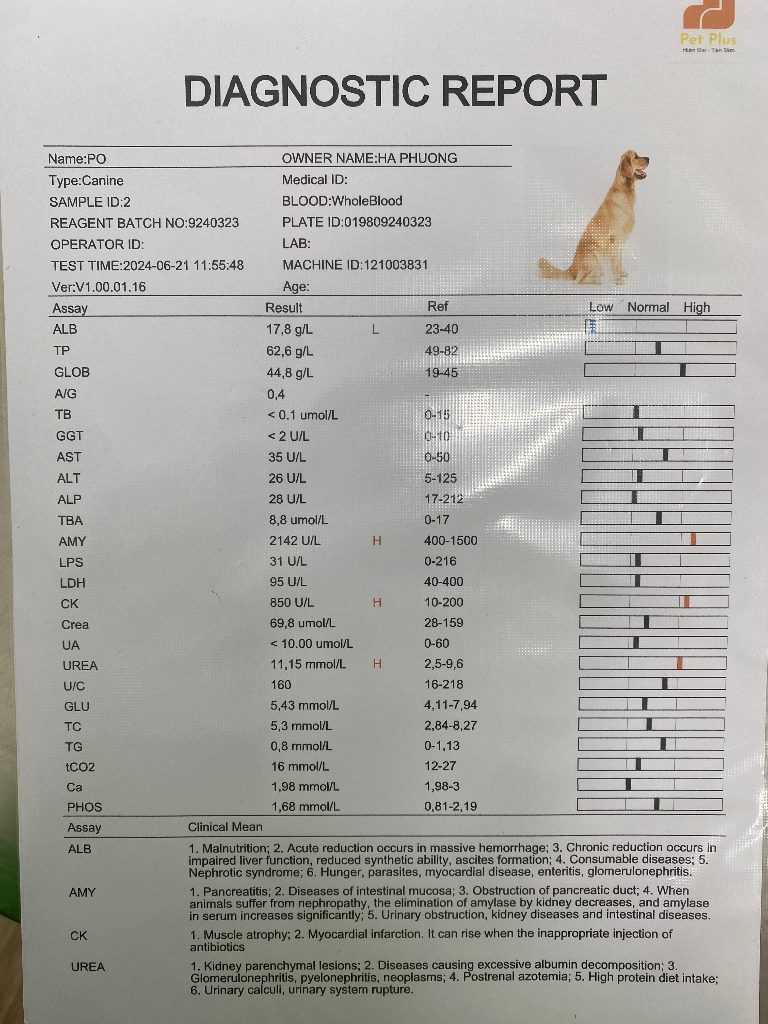 Pet Plus
Hiện Đại - Tận Tâm
DIAGNOSTIC REPORT
Name:PO OWNER NAME:HA PHUONG
Type:Canine Medical ID:
SAMPLE ID:2 BLOOD:WholeBlood
REAGENT BATCH NO:9240323 PLATE ID:019809240323
OPERATOR ID: LAB:
TEST TIME:2024-06-21 11:55:48 MACHINE ID:121003831
Ver:V1.00.01.16 Age:
Assay Result Ref Low Normal High
ALB 17,8 g/L L 23-40
TP 62,6 g/L 49-82
GLOB 44,8 g/L 19-45
A/G 0,4 -
TB < 0.1 umol/L 0-15
GGT < 2 U/L 0-10
AST 35 U/L 0-50
ALT 26 U/L 5-125
ALP 28 U/L 17-212
TBA 8,8 umol/L 0-17
AMY 2142 U/L H 400-1500
LPS 31 U/L 0-216
LDH 95 U/L 40-400
CK 850 U/L H 10-200
Crea 69,8 umol/L 28-159
UA < 10.00 umol/L 0-60
UREA 11,15 mmol/L H 2,5-9,6
U/C 160 16-218
GLU 5,43 mmol/L 4,11-7,94
TC 5,3 mmol/L 2,84-8,27
TG 0,8 mmol/L 0-1,13
tCO2 16 mmol/L 12-27
Ca 1,98 mmol/L 1,98-3
PHOS 1,68 mmol/L 0,81-2,19
Assay Clinical Mean
ALB 1. Malnutrition; 2. Acute reduction occurs in massive hemorrhage; 3. Chronic reduction occurs in
impaired liver function, reduced synthetic ability, ascites formation; 4. Consumable diseases; 5.
Nephrotic syndrome; 6. Hunger, parasites, myocardial disease, enteritis, glomerulonephritis.
AMY 1. Pancreatitis; 2. Diseases of intestinal mucosa; 3. Obstruction of pancreatic duct; 4. When
animals suffer from nephropathy, the elimination of amylase by kidney decreases, and amylase
in serum increases significantly; 5. Urinary obstruction, kidney diseases and intestinal diseases.
CK 1. Muscle atrophy; 2. Myocardial infarction. It can rise when the inappropriate injection of
antibiotics
UREA 1. Kidney parenchymal lesions; 2. Diseases causing excessive albumin decomposition; 3.
Glomerulonephritis, pyelonephritis, neoplasms; 4. Postrenal azotemia; 5. High protein diet intake;
6. Urinary calculi, urinary system rupture.